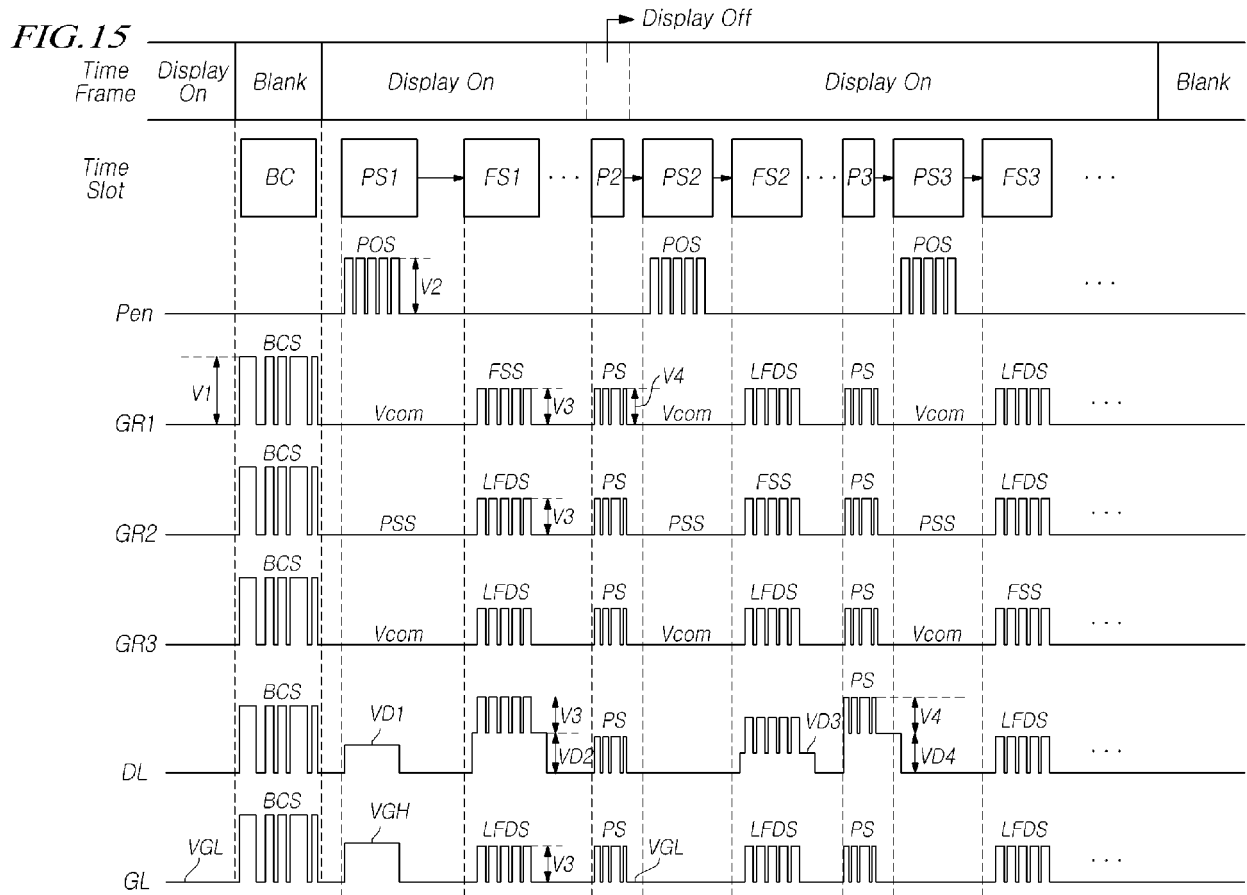 FIG.15
Display Off
Time Frame
Display On
Blank
Display On
Display On
Blank
Time Slot
BC
PS1
FS1
· · ·
P2
PS2
FS2
· · ·
P3
PS3
FS3
· · ·
POS
POS
POS
V2
· · ·
Pen
BCS
FSS
PS
V4
LFDS
PS
LFDS
V1
V3
Vcom
Vcom
Vcom
· · ·
GR1
BCS
LFDS
PS
FSS
PS
LFDS
V3
PSS
PSS
PSS
· · ·
GR2
BCS
LFDS
PS
LFDS
PS
FSS
Vcom
Vcom
Vcom
· · ·
GR3
BCS
VD1
V3
PS
VD3
PS
V4
LFDS
VD2
VD4
· · ·
DL
BCS
VGH
LFDS
PS
LFDS
PS
LFDS
VGL
V3
VGL
· · ·
GL